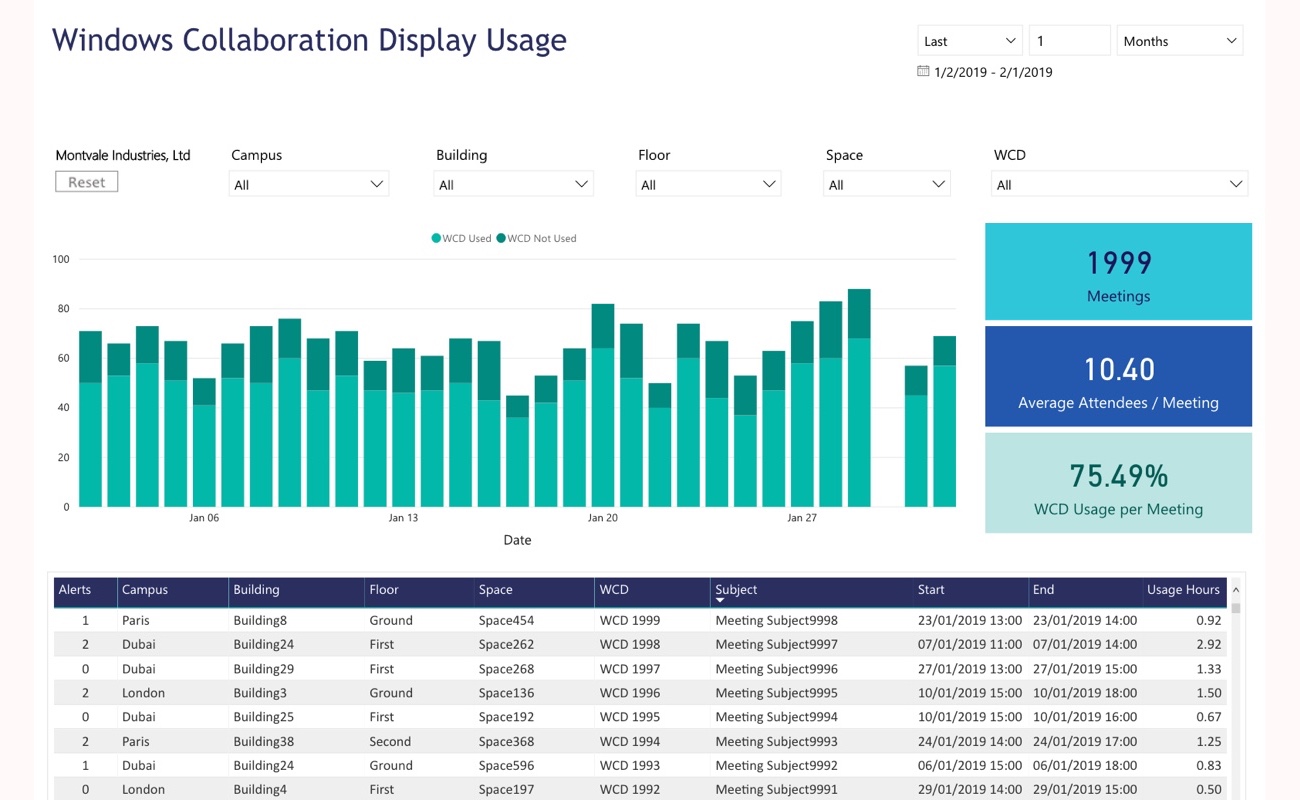 Windows Collaboration Display Usage
Last 1 Months
1/2/2019 - 2/1/2019
Montvale Industries, Ltd Campus Building Floor Space WCD
Reset All All All All All
WCD Used WCD Not Used
100
80
60
40
20
0
Jan 06 Jan 13 Jan 20 Jan 27
Date
1999
Meetings
10.40
Average Attendees / Meeting
75.49%
WCD Usage per Meeting
Alerts Campus Building Floor Space WCD Subject Start End Usage Hours
1 Paris Building8 Ground Space454 WCD 1999 Meeting Subject9998 23/01/2019 13:00 23/01/2019 14:00 0.92
2 Dubai Building24 First Space262 WCD 1998 Meeting Subject9997 07/01/2019 11:00 07/01/2019 14:00 2.92
0 Dubai Building29 First Space268 WCD 1997 Meeting Subject9996 27/01/2019 13:00 27/01/2019 15:00 1.33
2 London Building3 Ground Space136 WCD 1996 Meeting Subject9995 10/01/2019 15:00 10/01/2019 18:00 1.50
0 Dubai Building25 First Space192 WCD 1995 Meeting Subject9994 10/01/2019 15:00 10/01/2019 16:00 0.67
2 Paris Building38 Second Space368 WCD 1994 Meeting Subject9993 24/01/2019 14:00 24/01/2019 17:00 1.25
1 Dubai Building24 Ground Space596 WCD 1993 Meeting Subject9992 06/01/2019 15:00 06/01/2019 18:00 0.83
0 London Building4 First Space197 WCD 1992 Meeting Subject9991 29/01/2019 14:00 29/01/2019 15:00 0.50